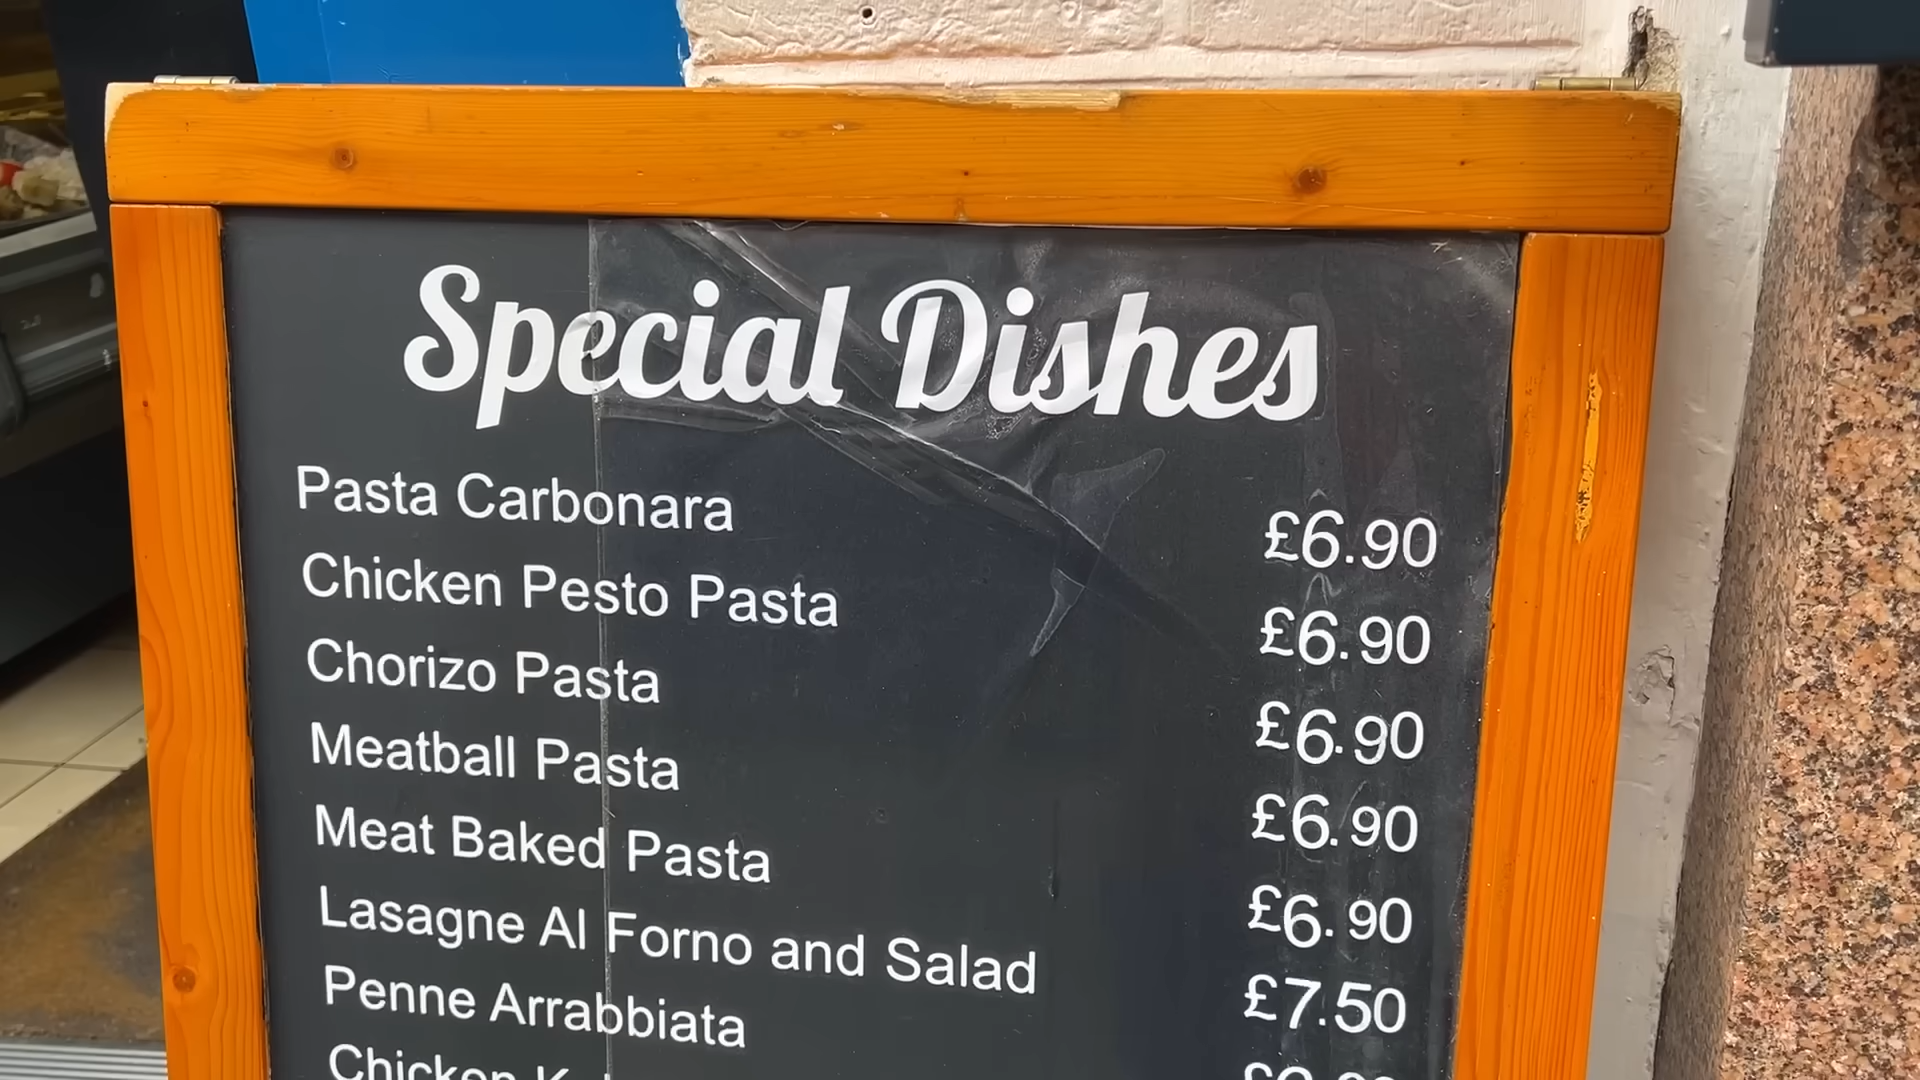 Special Dishes
Pasta Carbonara £6.90
Chicken Pesto Pasta £6.90
Chorizo Pasta £6.90
Meatball Pasta £6.90
Meat Baked Pasta £6.90
Lasagne Al Forno and Salad £7.50
Penne Arrabbiata
Chicken